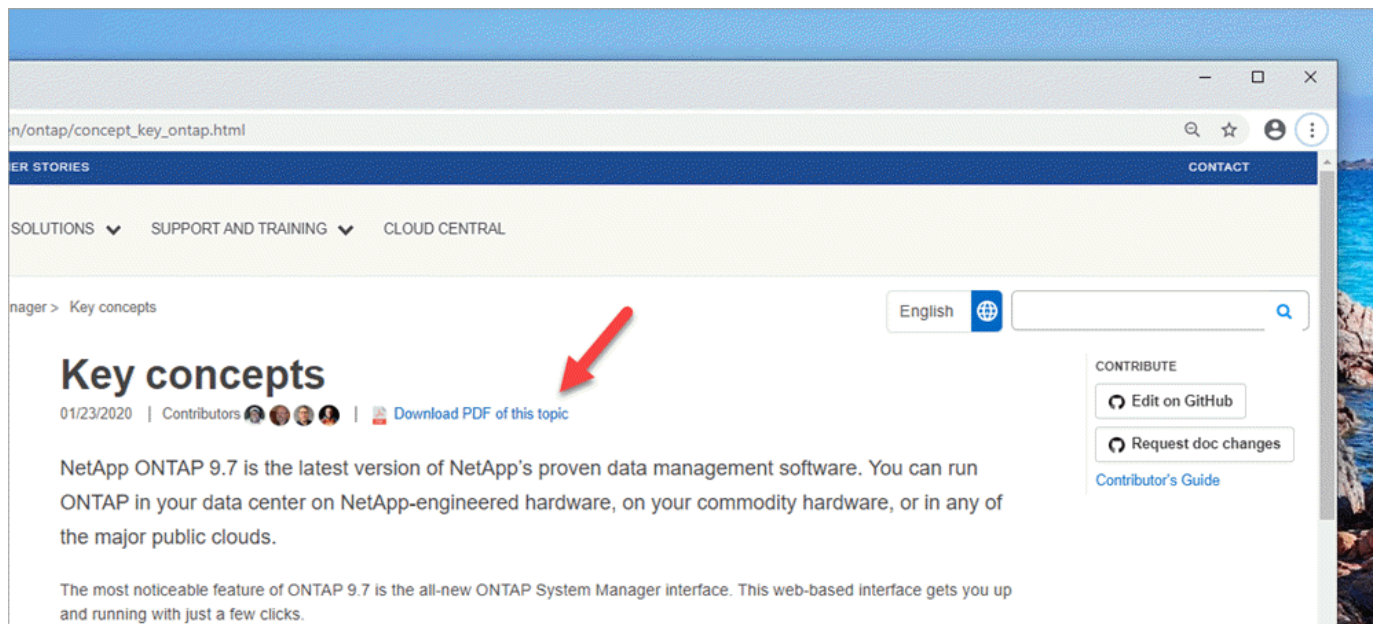 n/ontap/concept_key_ontap.html
ER STORIES
CONTACT
SOLUTIONS
SUPPORT AND TRAINING
CLOUD CENTRAL
nager > Key concepts
English
Key concepts
01/23/2020 | Contributors | Download PDF of this topic
NetApp ONTAP 9.7 is the latest version of NetApp's proven data management software. You can run
ONTAP in your data center on NetApp-engineered hardware, on your commodity hardware, or in any of
the major public clouds.
The most noticeable feature of ONTAP 9.7 is the all-new ONTAP System Manager interface. This web-based interface gets you up
and running with just a few clicks.
CONTRIBUTE
Edit on GitHub
Request doc changes
Contributor's Guide